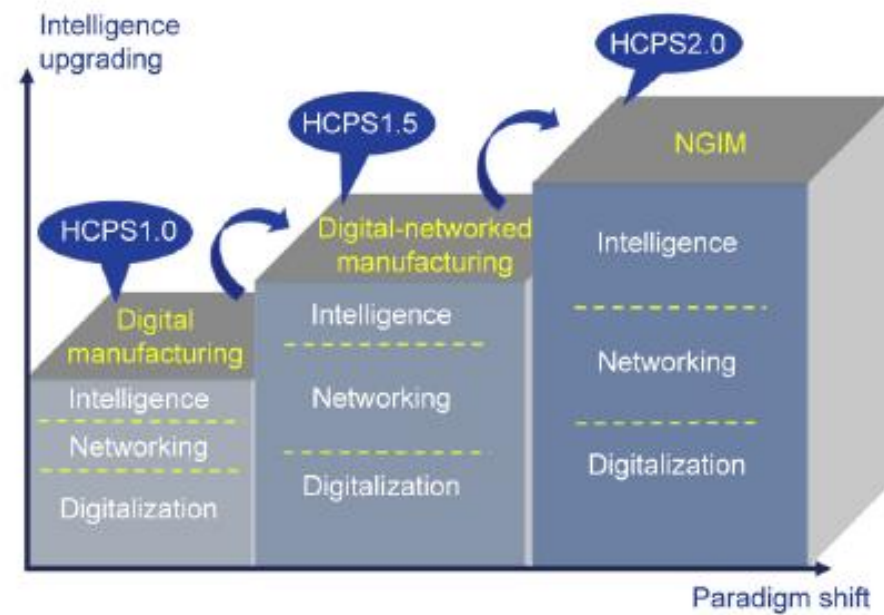 Intelligence
upgrading
HCPS2.0
HCPS1.5
NGIM
HCPS1.0
Digital-networked
manufacturing
Intelligence
Digital
manufacturing
Intelligence
Networking
Intelligence
Networking
Networking
Digitalization
Digitalization
Digitalization
Paradigm shift